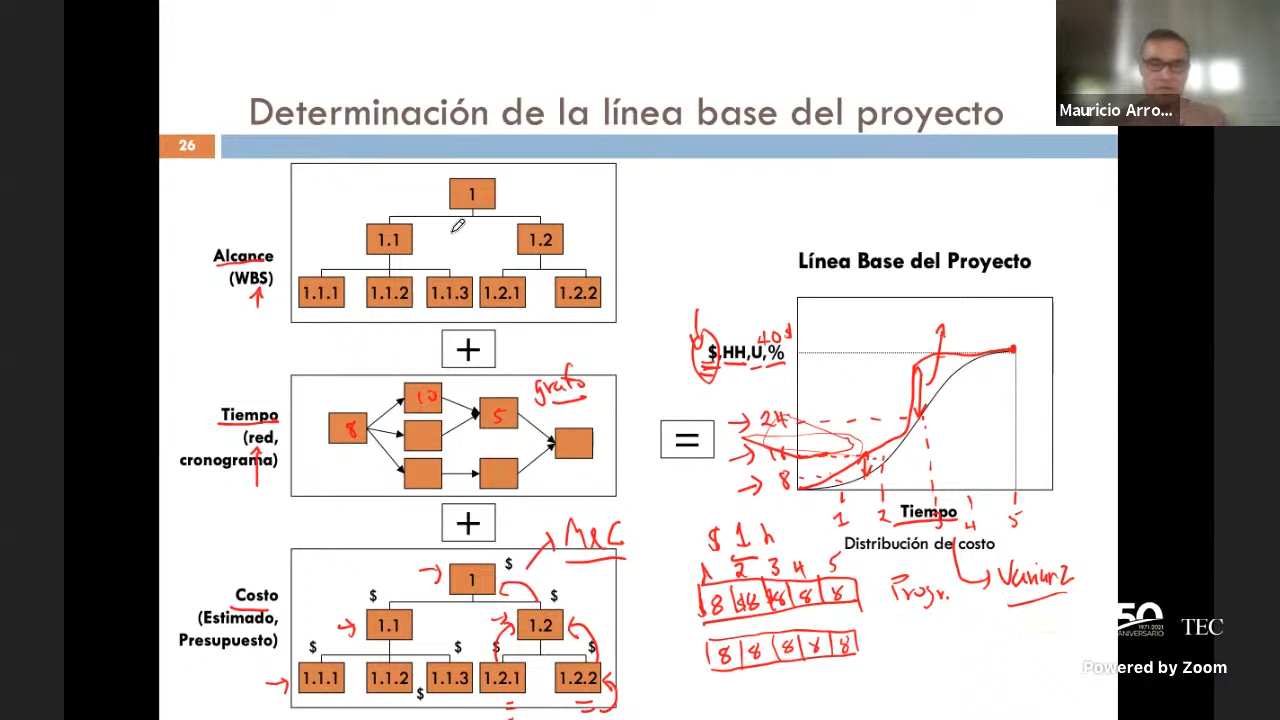 Mauricio Arro...
Determinación de la línea base del proyecto
26
Alcance
(WBS)
1
1.1
1.2
1.1.1
1.1.2
1.1.3
1.2.1
1.2.2
+
Tiempo
(red,
cronograma)
8
10
5
grafo
+
Costo
(Estimado,
Presupuesto)
MRC
$
1
$
$
1.1
1.2
$
$
$
$
1.1.1
1.1.2
$
1.1.3
1.2.1
1.2.2
=
Línea Base del Proyecto
$,HH,U,%
40$
24
8
1
2
3
4
5
Tiempo
Distribución de costo
$ 1 h
1 2 3 4 5
8 8 8
Progr.
8 8 8 8 8
50
1971-2021
ANIVERSARIO
TEC
Powered by Zoom